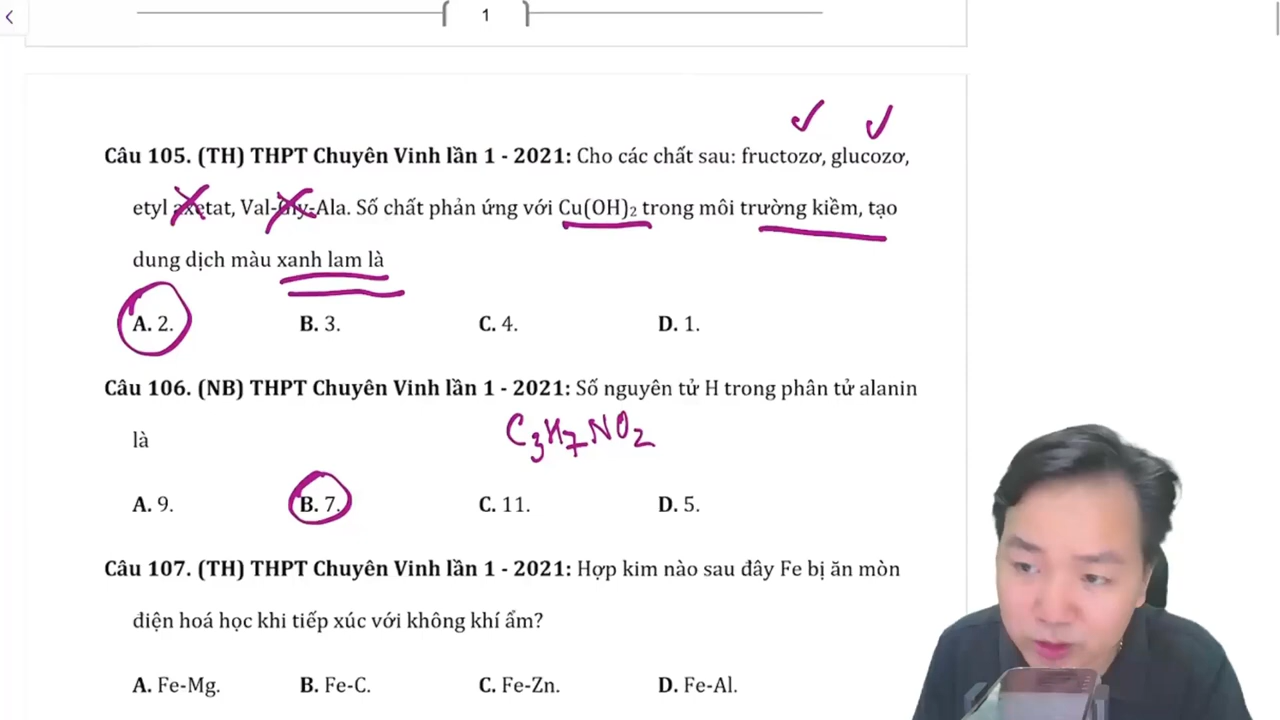 1
Câu 105. (TH) THPT Chuyên Vinh lần 1 - 2021: Cho các chất sau: fructozơ, glucozơ,
etyl axetat, Val-Gly-Ala. Số chất phản ứng với Cu(OH)₂ trong môi trường kiềm, tạo
dung dịch màu xanh lam là
A. 2. B. 3. C. 4. D. 1.
Câu 106. (NB) THPT Chuyên Vinh lần 1 - 2021: Số nguyên tử H trong phân tử alanin
là
C₃H₇NO₂
A. 9. B. 7. C. 11. D. 5.
Câu 107. (TH) THPT Chuyên Vinh lần 1 - 2021: Hợp kim nào sau đây Fe bị ăn mòn
điện hoá học khi tiếp xúc với không khí ẩm?
A. Fe-Mg. B. Fe-C. C. Fe-Zn. D. Fe-Al.